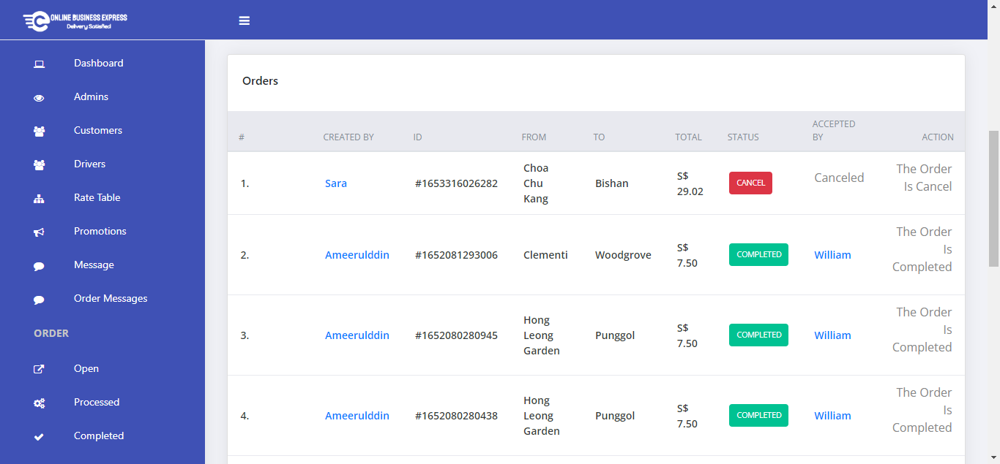 ONLINE BUSINESS EXPRESS
Delivery Satisfied
Dashboard
Admins
Customers
Drivers
Rate Table
Promotions
Message
Order Messages
ORDER
Open
Processed
Completed
Orders
# CREATED BY ID FROM TO TOTAL STATUS ACCEPTED BY ACTION
1. Sara #1653316026282 Choa Chu Kang Bishan S$ 29.02 CANCEL Canceled The Order Is Cancel
2. Ameerulddin #1652081293006 Clementi Woodgrove S$ 7.50 COMPLETED William The Order Is Completed
3. Ameerulddin #1652080280945 Hong Leong Garden Punggol S$ 7.50 COMPLETED William The Order Is Completed
4. Ameerulddin #1652080280438 Hong Leong Garden Punggol S$ 7.50 COMPLETED William The Order Is Completed